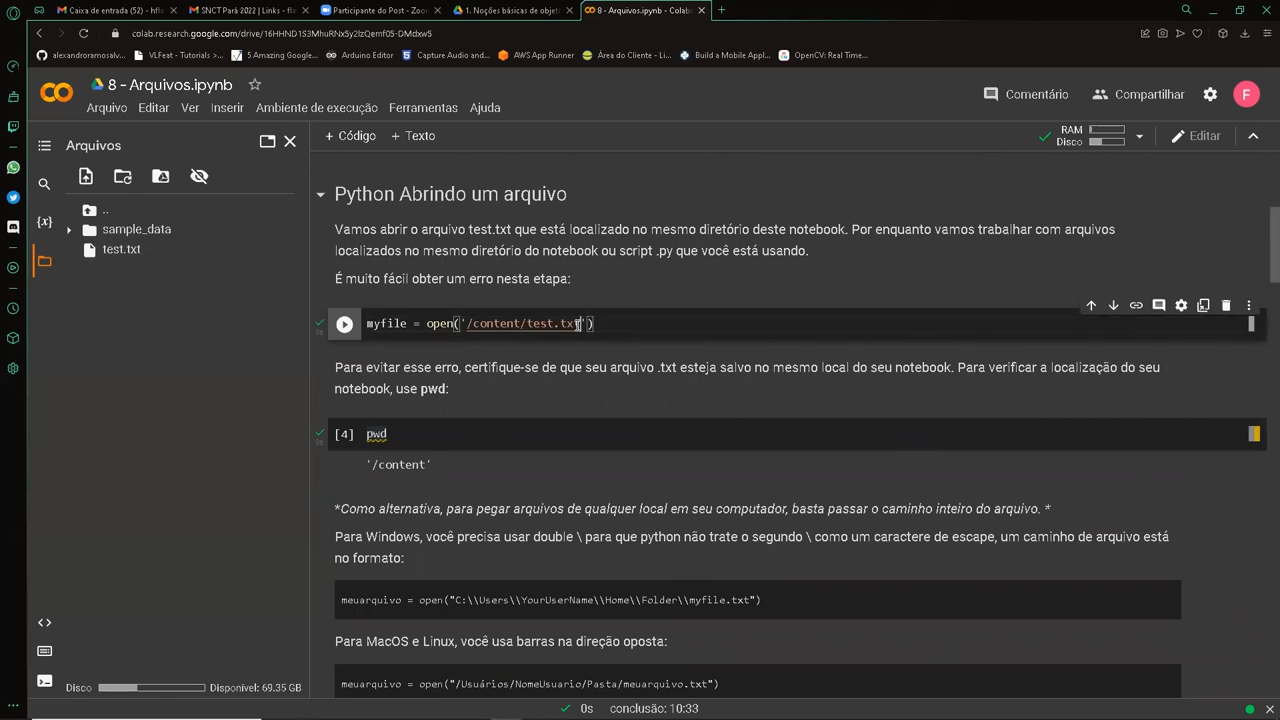 Caixa de entrada (52) - hfla
SNCT Pará 2022 | Links - fla
Participante do Post - Zoo
1. Noções básicas de objeto
8 - Arquivos.ipynb - Colabo
colab.research.google.com/drive/16HHND1S3MhuRNx5y2lzQemf05-DMdxw5
alexandroramosalva...
VLFeat - Tutorials >...
5 Amazing Google...
Arduino Editor
Capture Audio and...
AWS App Runner
Área do Cliente - Li...
Build a Mobile Applic...
OpenCV: Real Time...
8 - Arquivos.ipynb
Arquivo Editar Ver Inserir Ambiente de execução Ferramentas Ajuda
Comentário Compartilhar F
Arquivos
+ Código + Texto
RAM
Disco
Editar
..
sample_data
test.txt
{x}
Python Abrindo um arquivo
Vamos abrir o arquivo test.txt que está localizado no mesmo diretório deste notebook. Por enquanto vamos trabalhar com arquivos
localizados no mesmo diretório do notebook ou script .py que você está usando.
É muito fácil obter um erro nesta etapa:
0s
myfile = open('/content/test.txt')
Para evitar esse erro, certifique-se de que seu arquivo .txt esteja salvo no mesmo local do seu notebook. Para verificar a localização do seu
notebook, use pwd:
0s
[4] pwd
'/content'
*Como alternativa, para pegar arquivos de qualquer local em seu computador, basta passar o caminho inteiro do arquivo. *
Para Windows, você precisa usar double \ para que python não trate o segundo \ como um caractere de escape, um caminho de arquivo está
no formato:
meuarquivo = open("C:\\Users\\YourUserName\\Home\\Folder\\myfile.txt")
Para MacOS e Linux, você usa barras na direção oposta:
meuarquivo = open("/Usuários/NomeUsuario/Pasta/meuarquivo.txt")
Disco Disponível: 69.35 GB
0s conclusão: 10:33